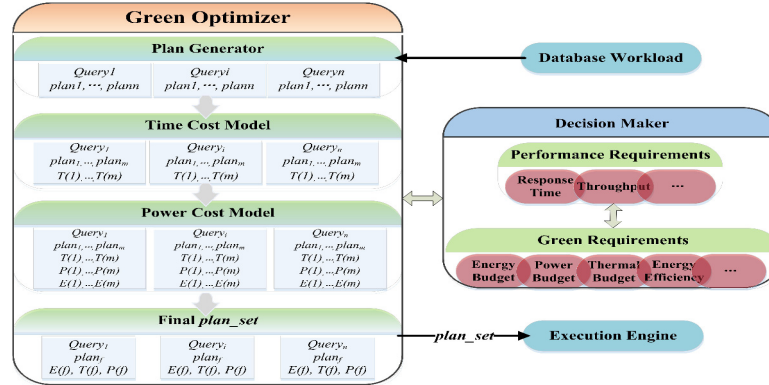 Green Optimizer
Plan Generator
Query1
plan1, ···, plann
Queryi
plan1, ···, plann
Queryn
plan1, ···, plann
Time Cost Model
Query₁
plan₁,...planₘ
T(1)...T(m)
Queryᵢ
plan₁,...planₘ
T(1)...T(m)
Queryₙ
plan₁,...planₘ
T(1)...T(m)
Power Cost Model
Query₁
plan₁,...planₘ
T(1)...T(m)
P(1)...P(m)
E(1)...E(m)
Queryᵢ
plan₁,...planₘ
T(1)...T(m)
P(1)...P(m)
E(1)...E(m)
Queryₙ
plan₁,...planₘ
T(1)...T(m)
P(1)...P(m)
E(1)...E(m)
Final plan_set
Query₁
plan_f
E(f), T(f), P(f)
Queryᵢ
plan_f
E(f), T(f), P(f)
Queryₙ
plan_f
E(f), T(f), P(f)
Database Workload
Decision Maker
Performance Requirements
Response
Time
Throughput
···
Green Requirements
Energy
Budget
Power
Budget
Thermal
Budget
Energy
Efficiency
···
plan_set
Execution Engine